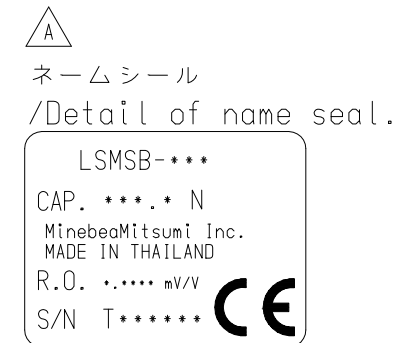 A
ネームシール
/Detail of name seal.
LSMSB-***
CAP. ***.* N
MinebeaMitsumi Inc.
MADE IN THAILAND
R.O. *.**** mV/V
S/N T****** CE